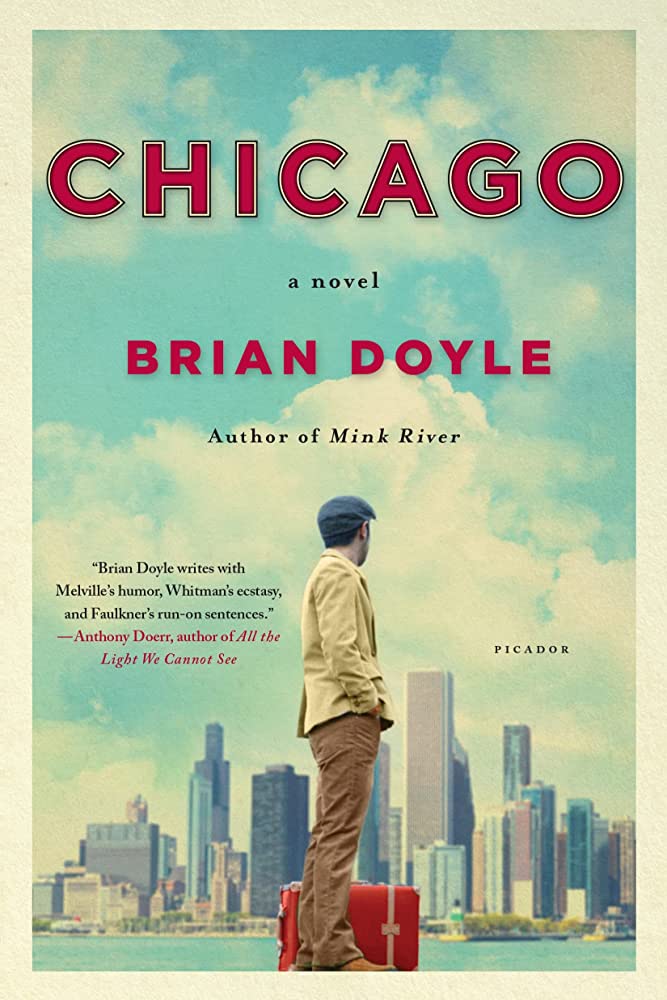 CHICAGO
a novel
BRIAN DOYLE
Author of Mink River
“Brian Doyle writes with
Melville’s humor, Whitman’s ecstasy,
and Faulkner’s run-on sentences.”
—Anthony Doerr, author of All the
Light We Cannot See
PICADOR